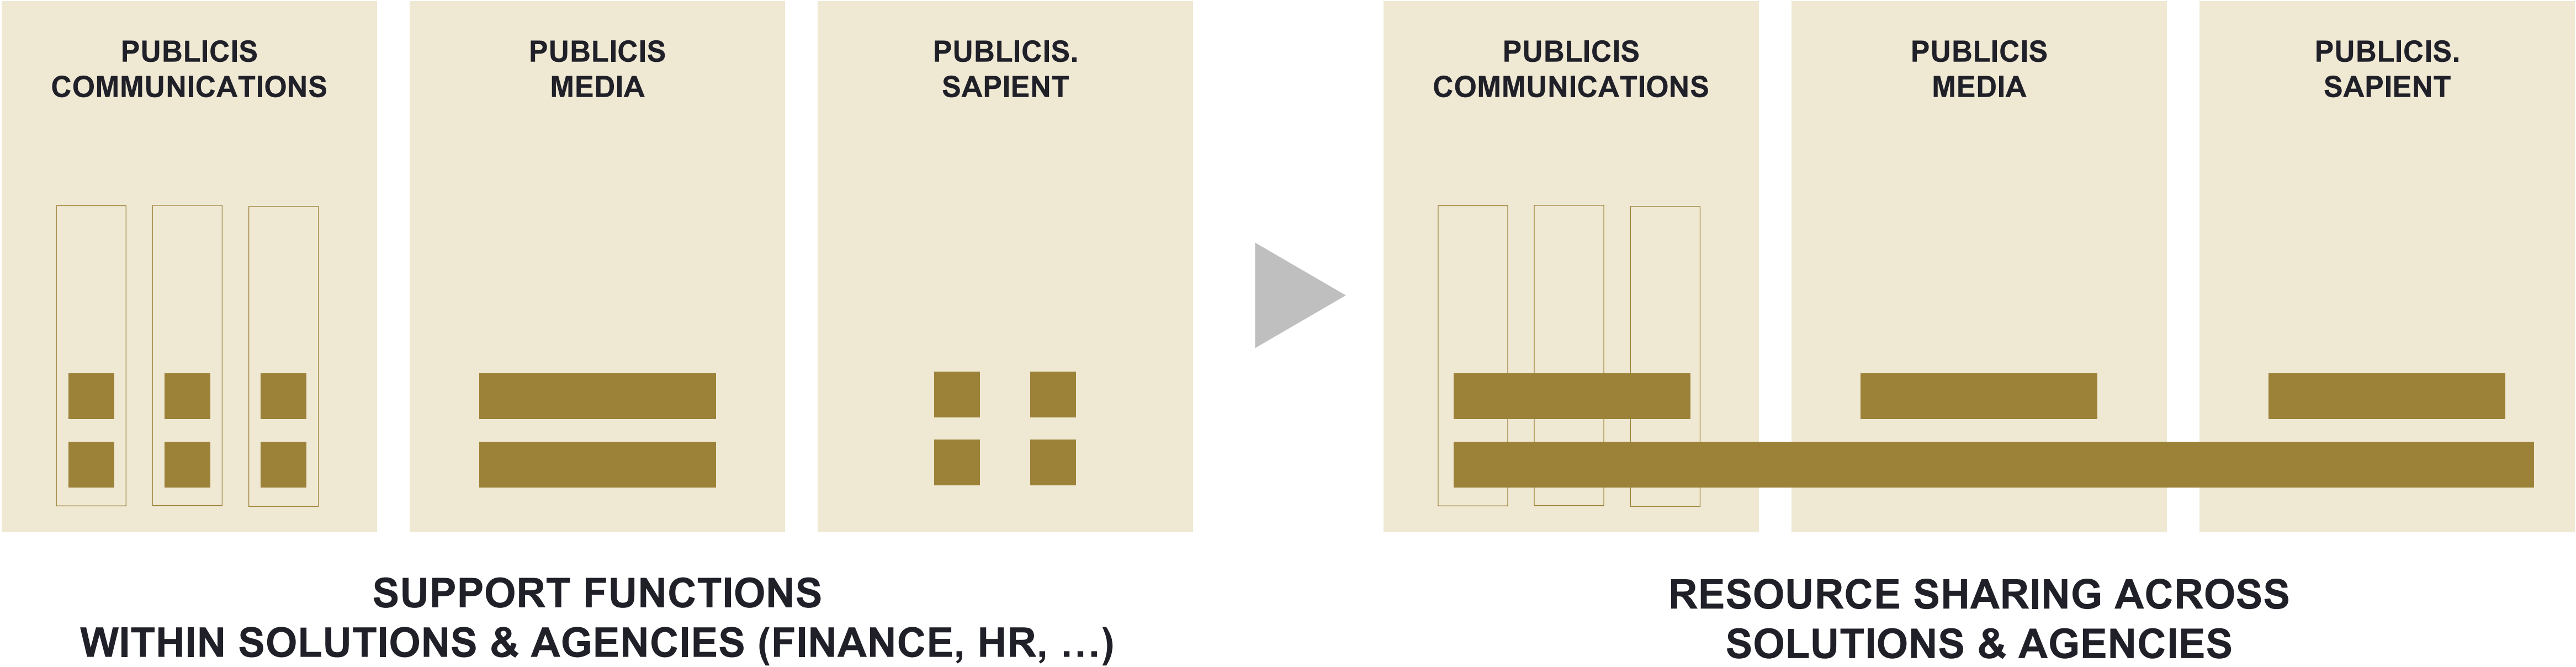 PUBLICIS
COMMUNICATIONS
PUBLICIS
MEDIA
PUBLICIS.
SAPIENT
PUBLICIS
COMMUNICATIONS
PUBLICIS
MEDIA
PUBLICIS.
SAPIENT
SUPPORT FUNCTIONS
WITHIN SOLUTIONS & AGENCIES (FINANCE, HR, …)
RESOURCE SHARING ACROSS
SOLUTIONS & AGENCIES